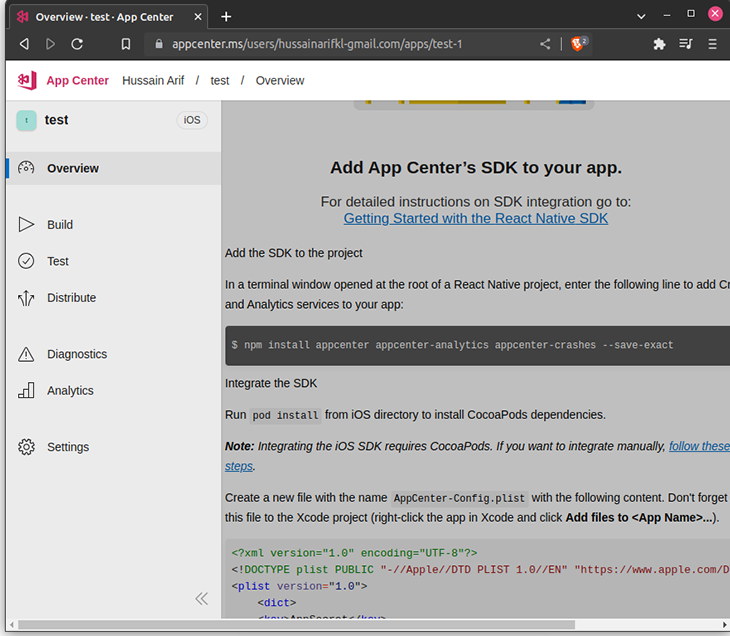 Overview · test · App Center
appcenter.ms/users/hussainarifkl-gmail.com/apps/test-1
2
App Center Hussain Arif / test / Overview
t test iOS
Overview
Build
Test
Distribute
Diagnostics
Analytics
Settings
Add App Center's SDK to your app.
For detailed instructions on SDK integration go to:
Getting Started with the React Native SDK
Add the SDK to the project
In a terminal window opened at the root of a React Native project, enter the following line to add Cr
and Analytics services to your app:
$ npm install appcenter appcenter-analytics appcenter-crashes --save-exact
Integrate the SDK
Run pod install from iOS directory to install CocoaPods dependencies.
Note: Integrating the iOS SDK requires CocoaPods. If you want to integrate manually, follow these
steps.
Create a new file with the name AppCenter-Config.plist with the following content. Don't forget
this file to the Xcode project (right-click the app in Xcode and click Add files to <App Name>...).
<?xml version="1.0" encoding="UTF-8"?>
<!DOCTYPE plist PUBLIC "-//Apple//DTD PLIST 1.0//EN" "https://www.apple.com/D
<plist version="1.0">
<dict>
<key>AppSecret</key>